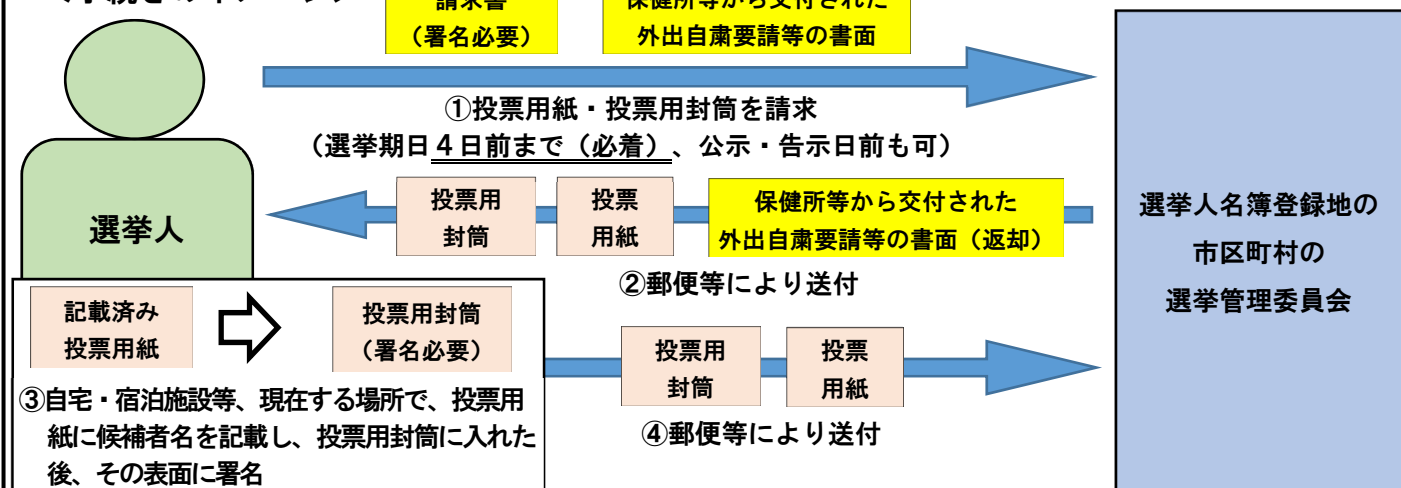 請求書
（署名必要）
保健所等から交付された
外出自粛要請等の書面
①投票用紙・投票用封筒を請求
（選挙期日４日前まで（必着）、公示・告示日前も可）
選挙人
投票用
封筒
投票
用紙
保健所等から交付された
外出自粛要請等の書面（返却）
②郵便等により送付
選挙人名簿登録地の
市区町村の
選挙管理委員会
記載済み
投票用紙
投票用封筒
（署名必要）
③自宅・宿泊施設等、現在する場所で、投票用
紙に候補者名を記載し、投票用封筒に入れた
後、その表面に署名
投票用
封筒
投票
用紙
④郵便等により送付